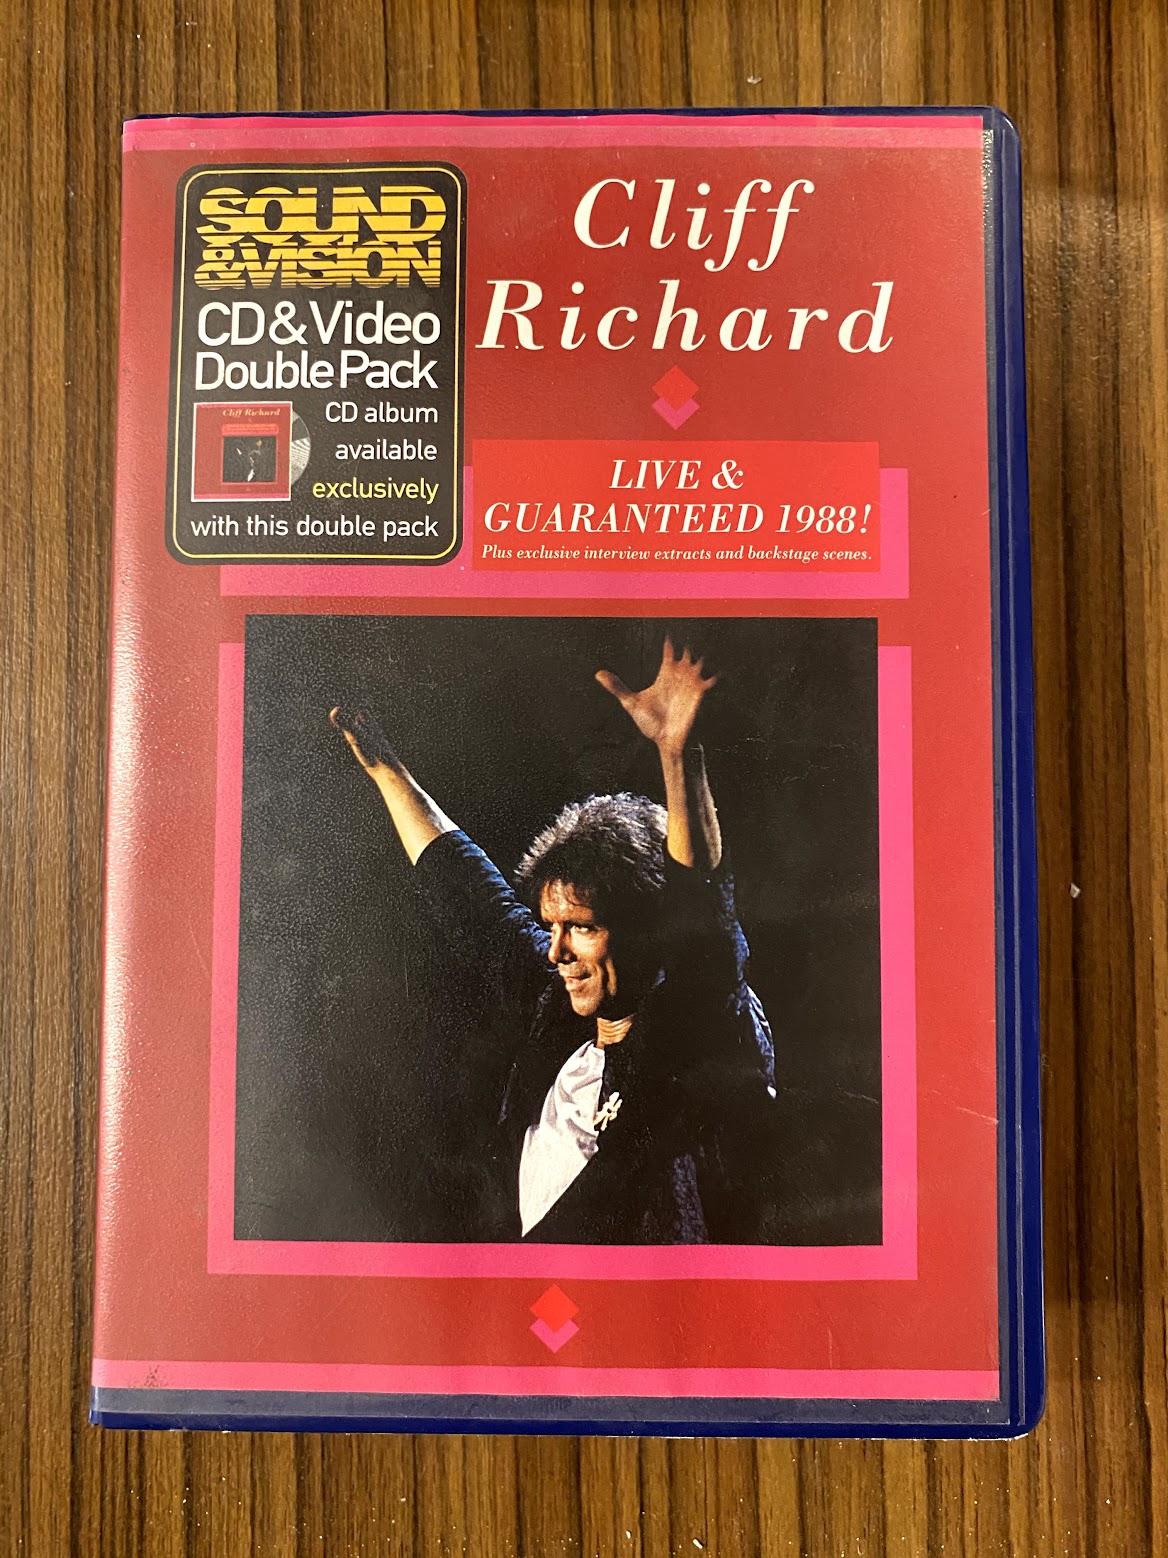 SOUND
&VISION
CD&Video
Double Pack
CD album
available
exclusively
with this double pack
Cliff Richard
Cliff
Richard
LIVE &
GUARANTEED 1988!
Plus exclusive interview extracts and backstage scenes.